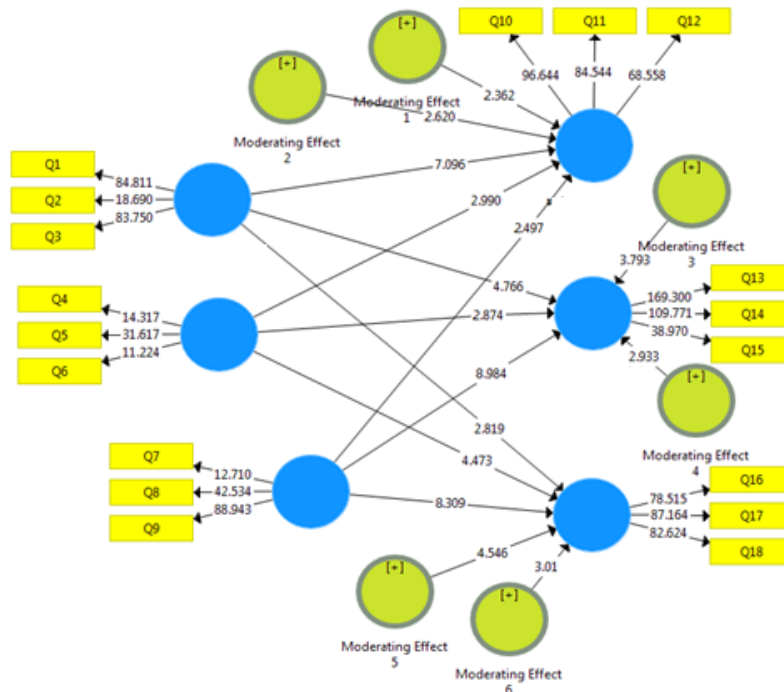 Q10
Q11
Q12
[+]
[+]
96.644
84.544
68.558
Moderating Effect
1
2.362
2.620
Moderating Effect
2
Q1
Q2
Q3
84.811
18.690
83.750
7.096
2.990
2.497
[+]
Moderating Effect
3
3.793
4.766
Q13
Q14
Q15
169.300
109.771
38.970
Q4
Q5
Q6
14.317
31.617
11.224
2.874
2.933
[+]
Moderating Effect
4
8.984
2.819
4.473
Q7
Q8
Q9
12.710
42.534
88.943
8.309
Q16
Q17
Q18
78.515
87.164
82.624
4.546
3.01
[+]
[+]
Moderating Effect
5
Moderating Effect
6